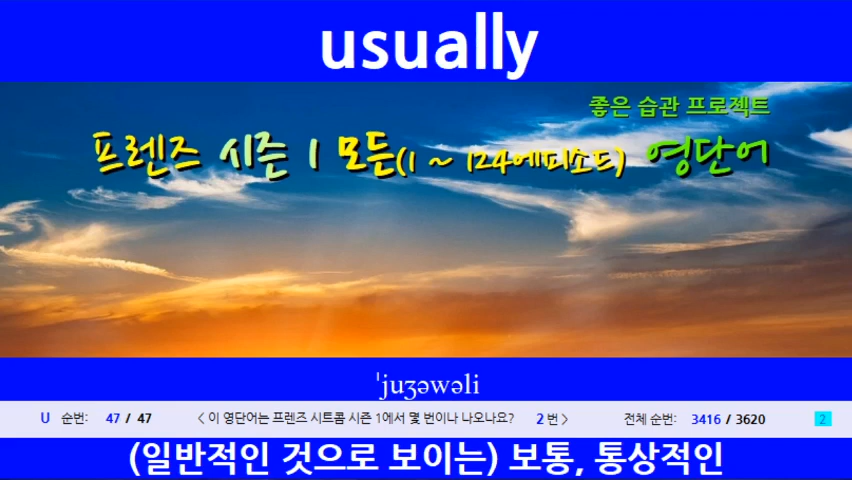 usually
좋은 습관 프로젝트
프렌즈 시즌 1 모든(1 ~ 124에피소드) 영단어
ˈjuʒəwəli
U 순번: 47 / 47 < 이 영단어는 프렌즈 시트콤 시즌 1에서 몇 번이나 나오나요? 2 번 > 전체 순번: 3416 / 3620 2
(일반적인 것으로 보이는) 보통, 통상적인